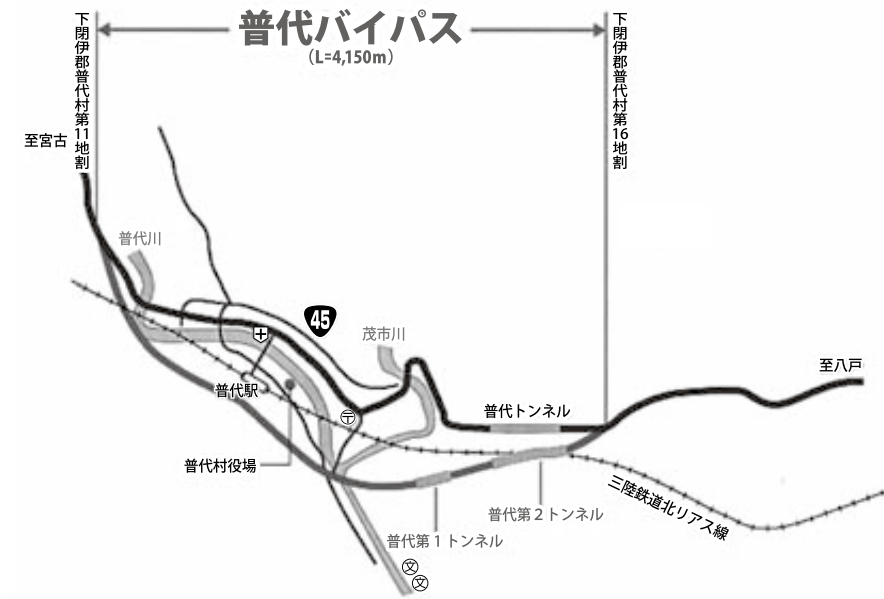 普代バイパス
（L=4,150m）
下閉伊郡普代村第11地割
下閉伊郡普代村第16地割
至宮古
普代川
45
茂市川
至八戸
普代駅
普代トンネル
〒
普代村役場
三陸鉄道北リアス線
普代第2トンネル
普代第1トンネル
文
文